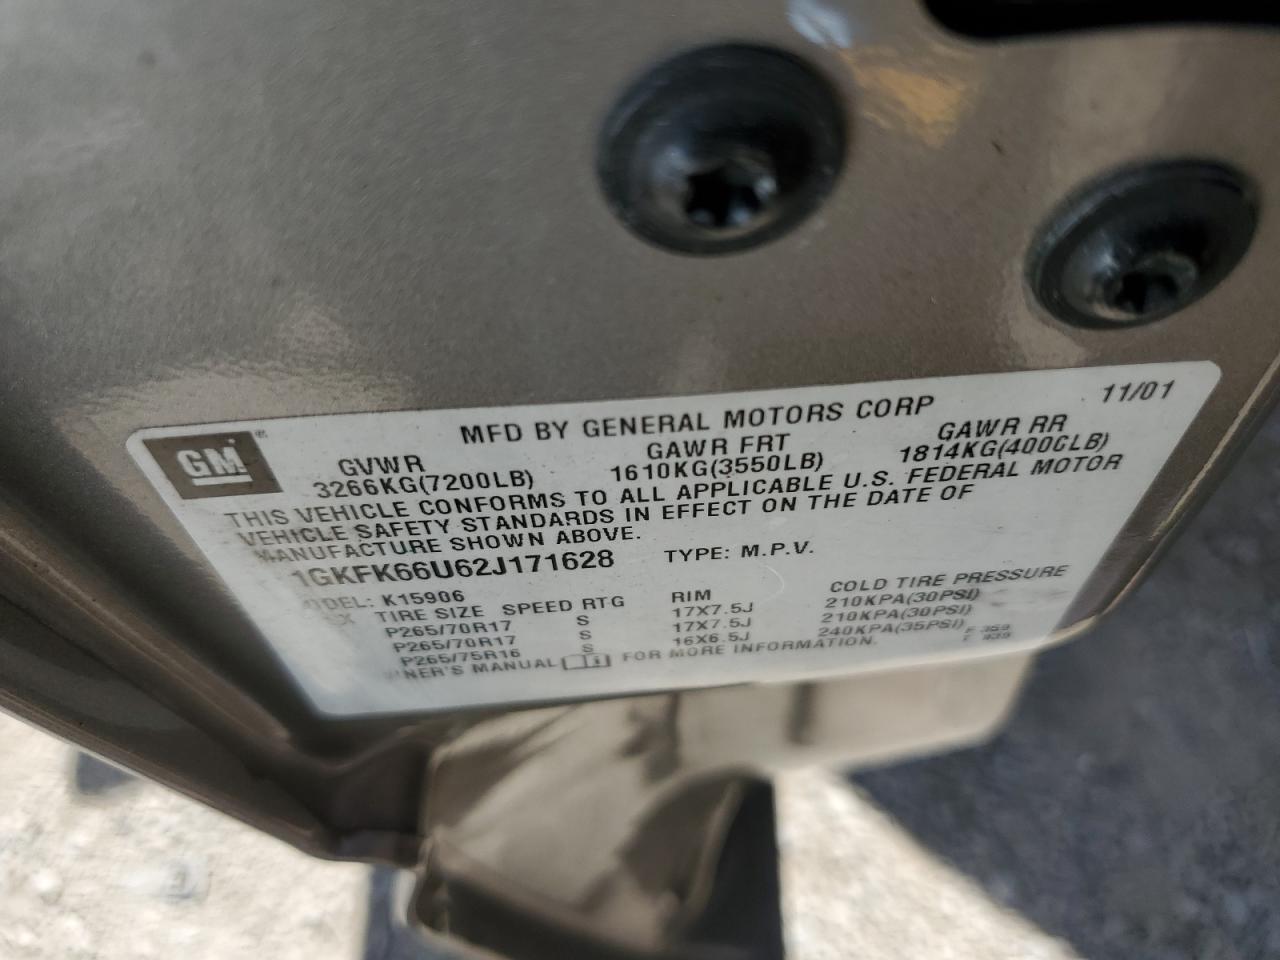 GM
MFD BY GENERAL MOTORS CORP 11/01
GVWR GAWR FRT GAWR RR
3266KG(7200LB) 1610KG(3550LB) 1814KG(4000LB)
THIS VEHICLE CONFORMS TO ALL APPLICABLE U.S. FEDERAL MOTOR
VEHICLE SAFETY STANDARDS IN EFFECT ON THE DATE OF
MANUFACTURE SHOWN ABOVE.
1GKFK66U62J171628 TYPE: M.P.V.
ODEL: K15906
TIRE SIZE SPEED RTG RIM COLD TIRE PRESSURE
P265/70R17 S 17X7.5J 210KPA(30PSI)
P265/70R17 S 17X7.5J 210KPA(30PSI)
P265/75R16 S 16X6.5J 240KPA(35PSI)
NER'S MANUAL FOR MORE INFORMATION.